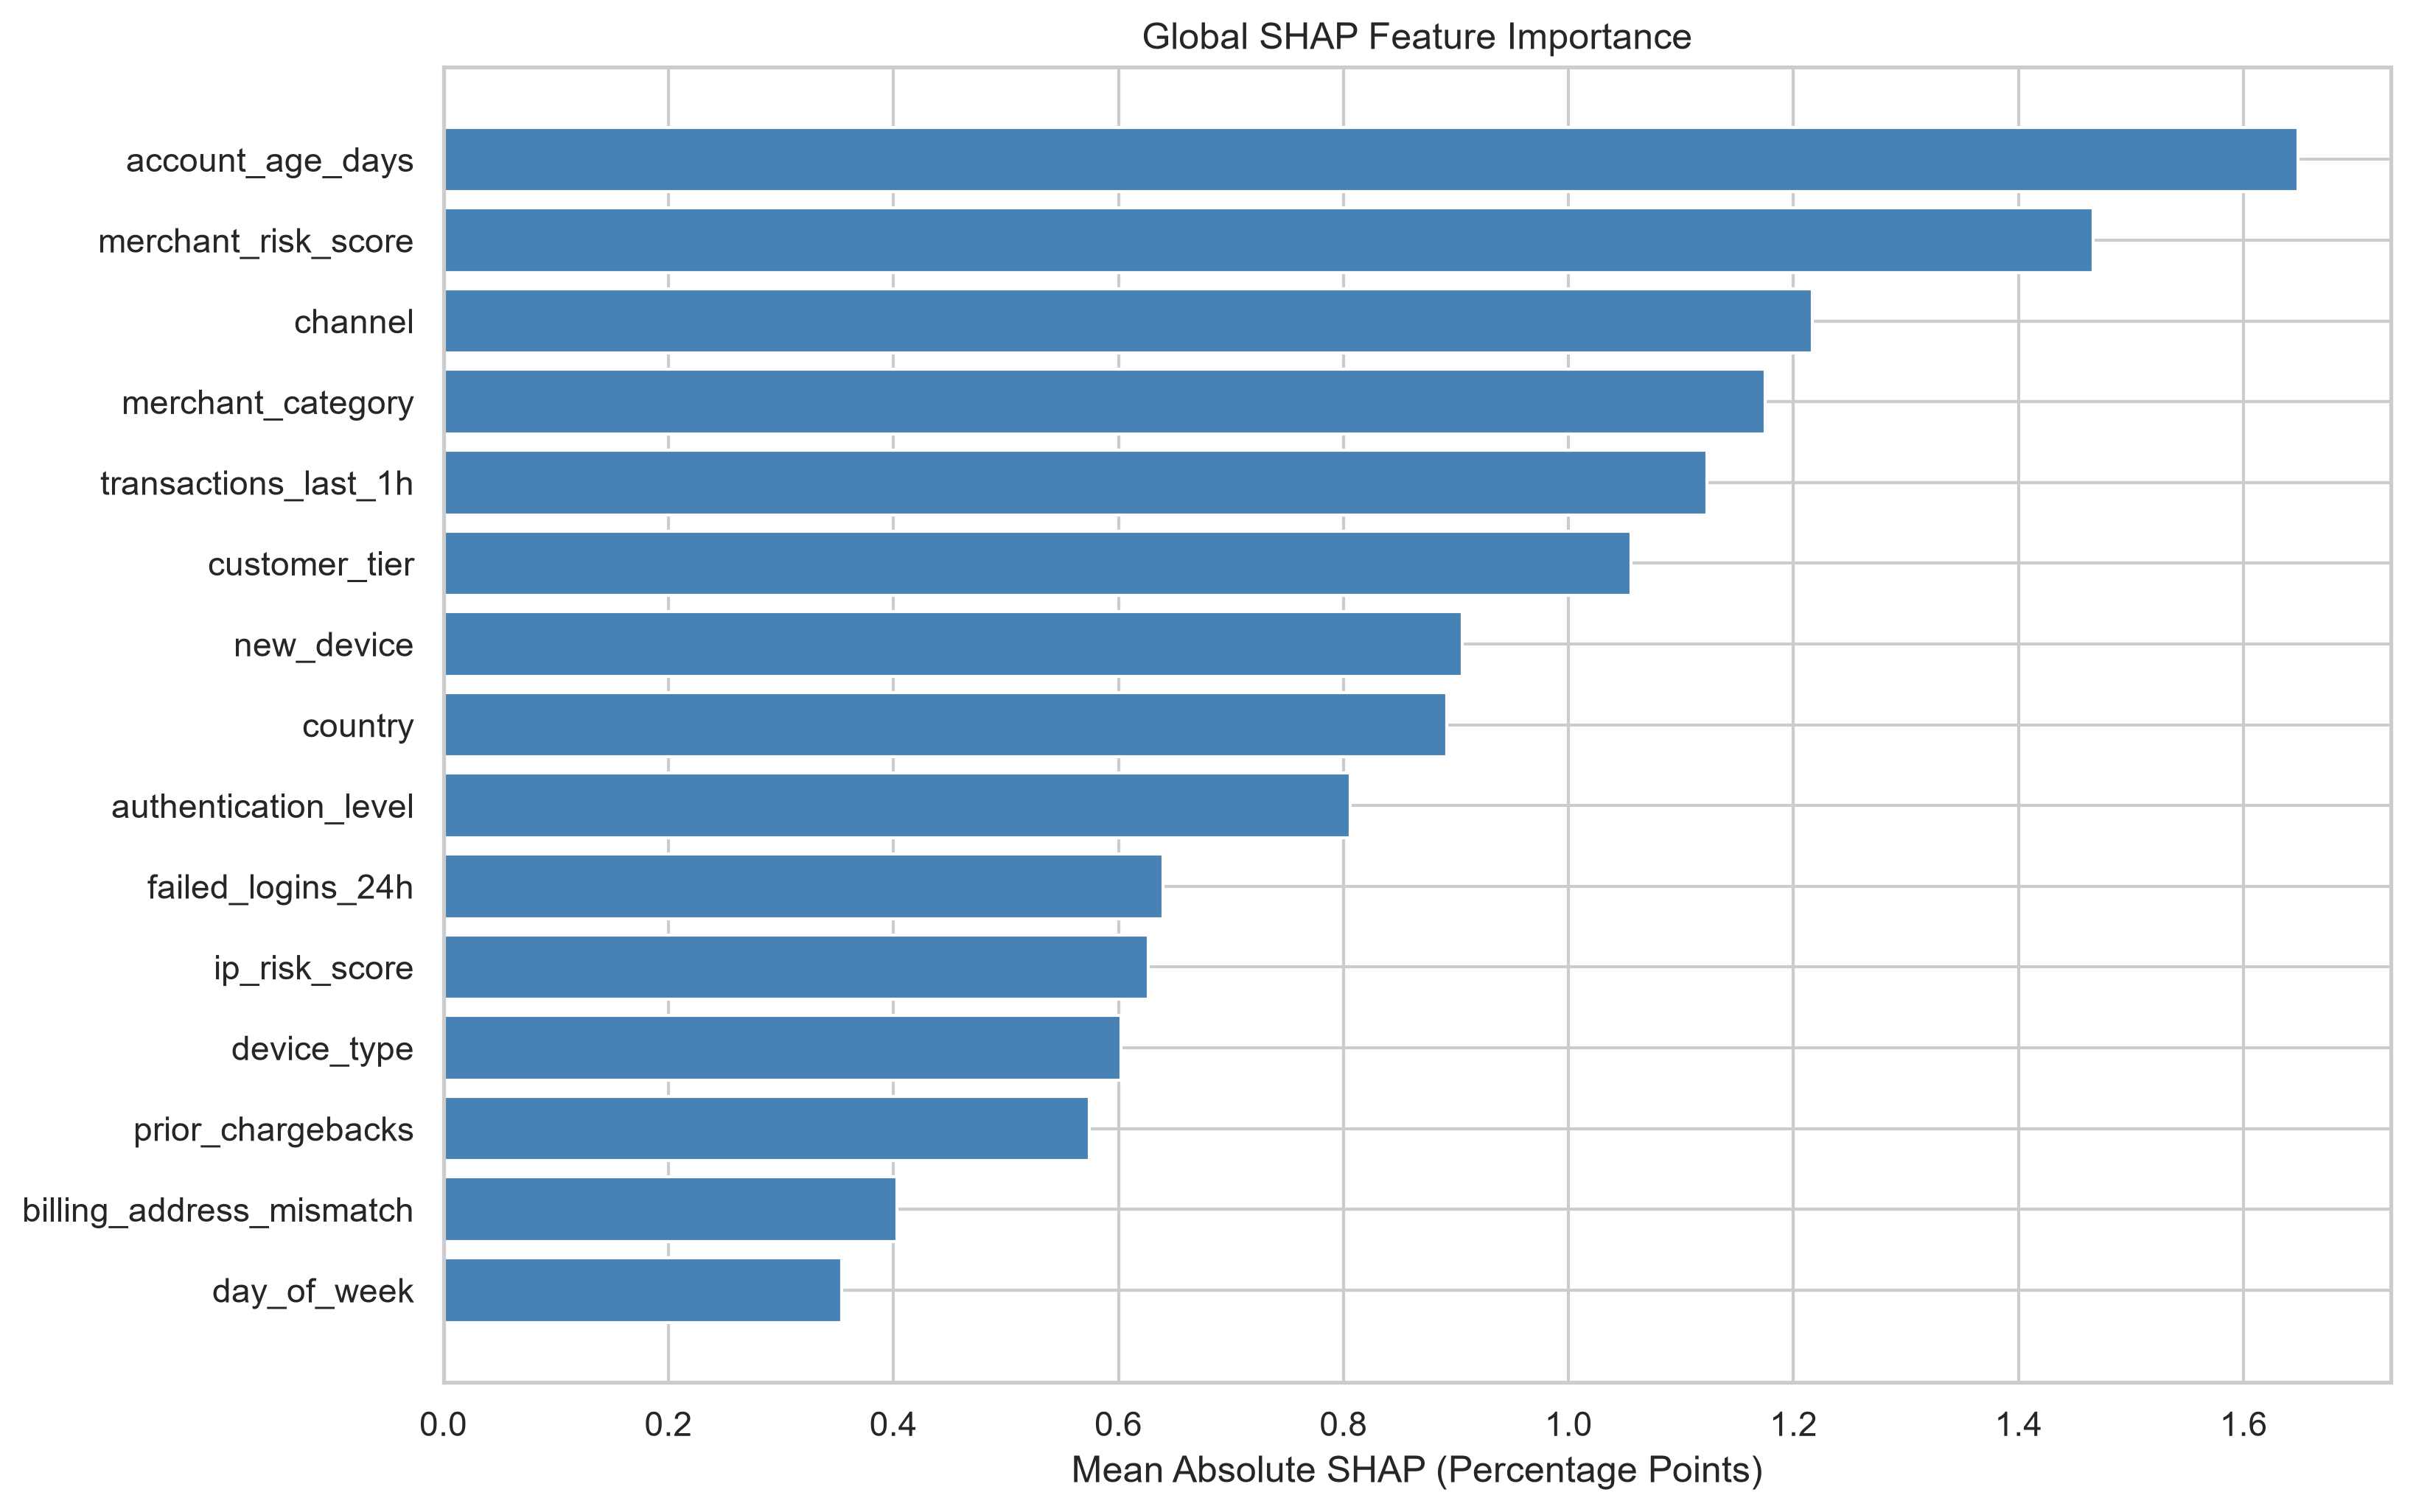 Global SHAP Feature Importance
account_age_days
merchant_risk_score
channel
merchant_category
transactions_last_1h
customer_tier
new_device
country
authentication_level
failed_logins_24h
ip_risk_score
device_type
prior_chargebacks
billing_address_mismatch
day_of_week
0.0 0.2 0.4 0.6 0.8 1.0 1.2 1.4 1.6
Mean Absolute SHAP (Percentage Points)